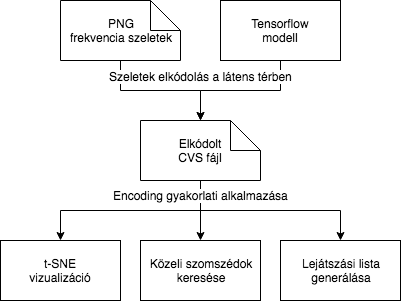 PNG
frekvencia szeletek
Tensorflow
modell
Szeletek elkódolás a látens térben
Elkódolt
CVS fájl
Encoding gyakorlati alkalmazása
t-SNE
vizualizáció
Közeli szomszédok
keresése
Lejátszási lista
generálása